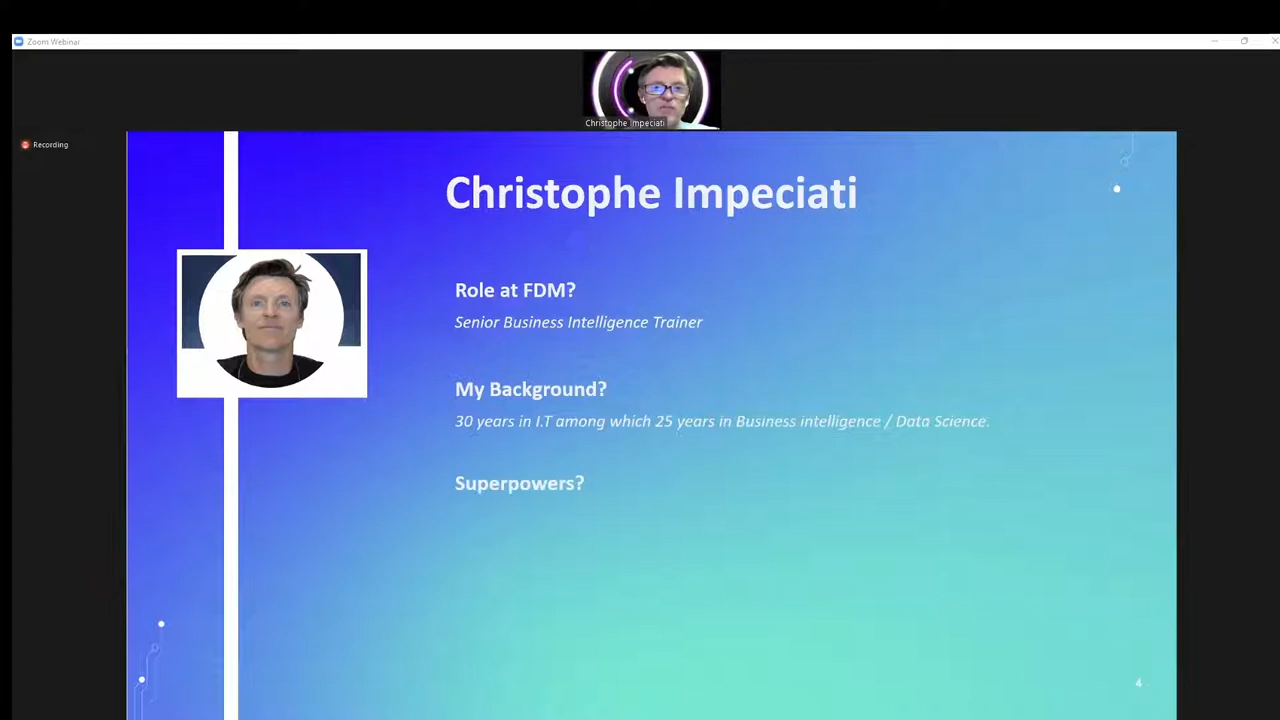 Zoom Webinar
Christophe Impeciati
Recording
Christophe Impeciati
Role at FDM?
Senior Business Intelligence Trainer
My Background?
30 years in I.T among which 25 years in Business intelligence / Data Science.
Superpowers?
4